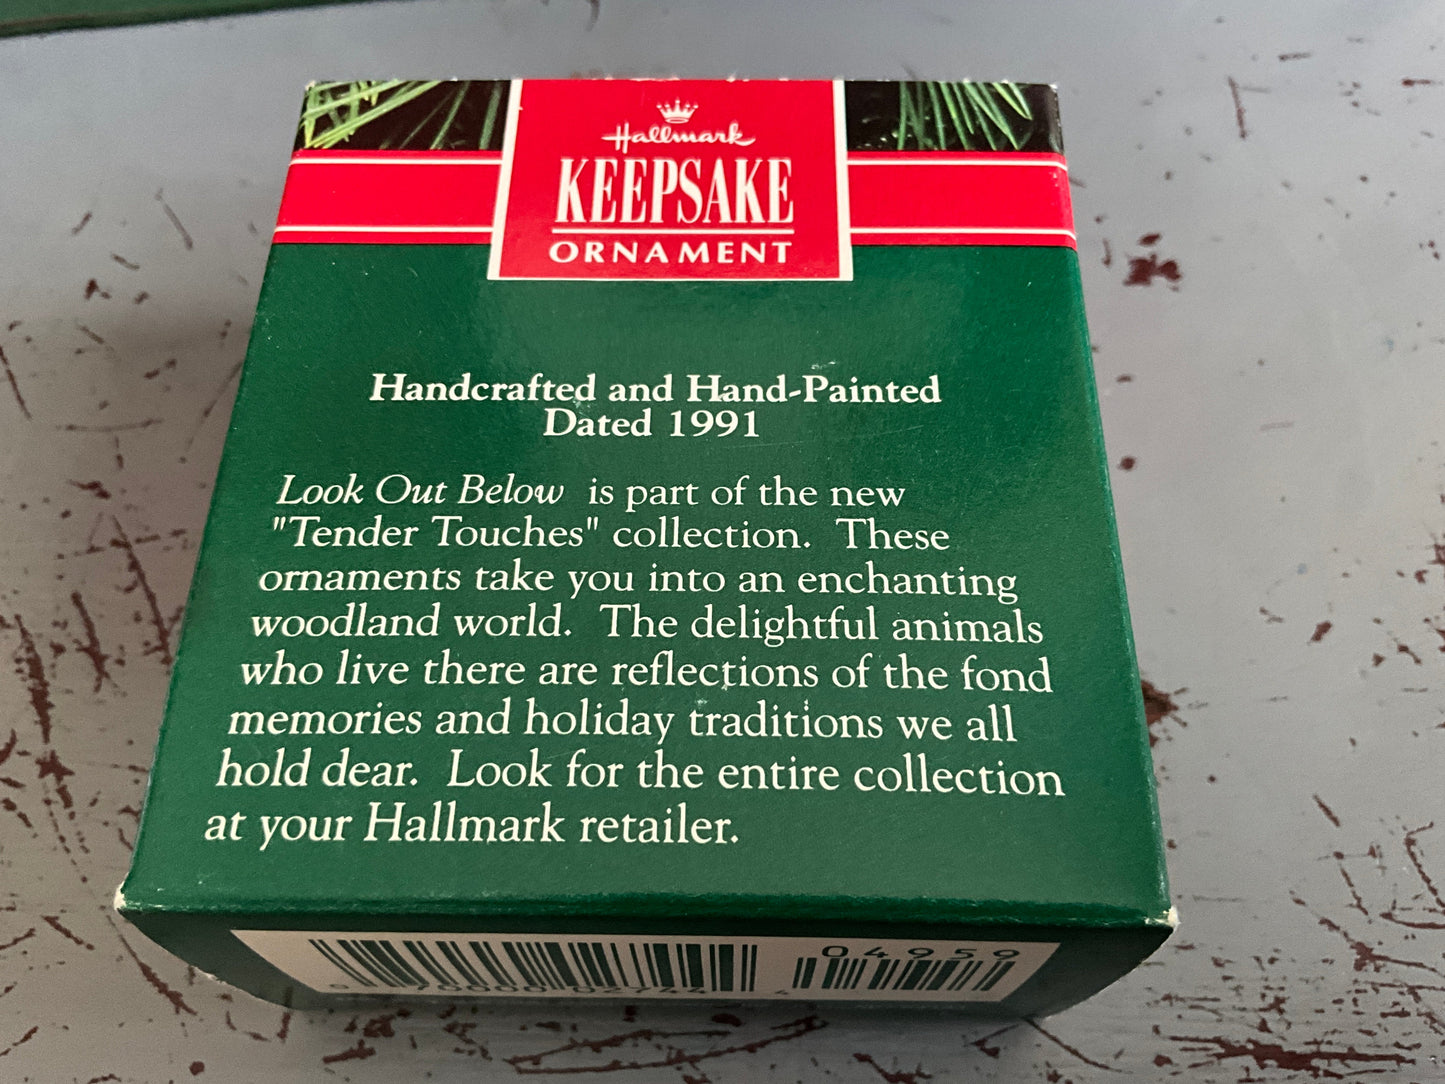 Hallmark
KEEPSAKE
ORNAMENT
Handcrafted and Hand-Painted
Dated 1991
Look Out Below is part of the new
"Tender Touches" collection. These
ornaments take you into an enchanting
woodland world. The delightful animals
who live there are reflections of the fond
memories and holiday traditions we all
hold dear. Look for the entire collection
at your Hallmark retailer.
04959